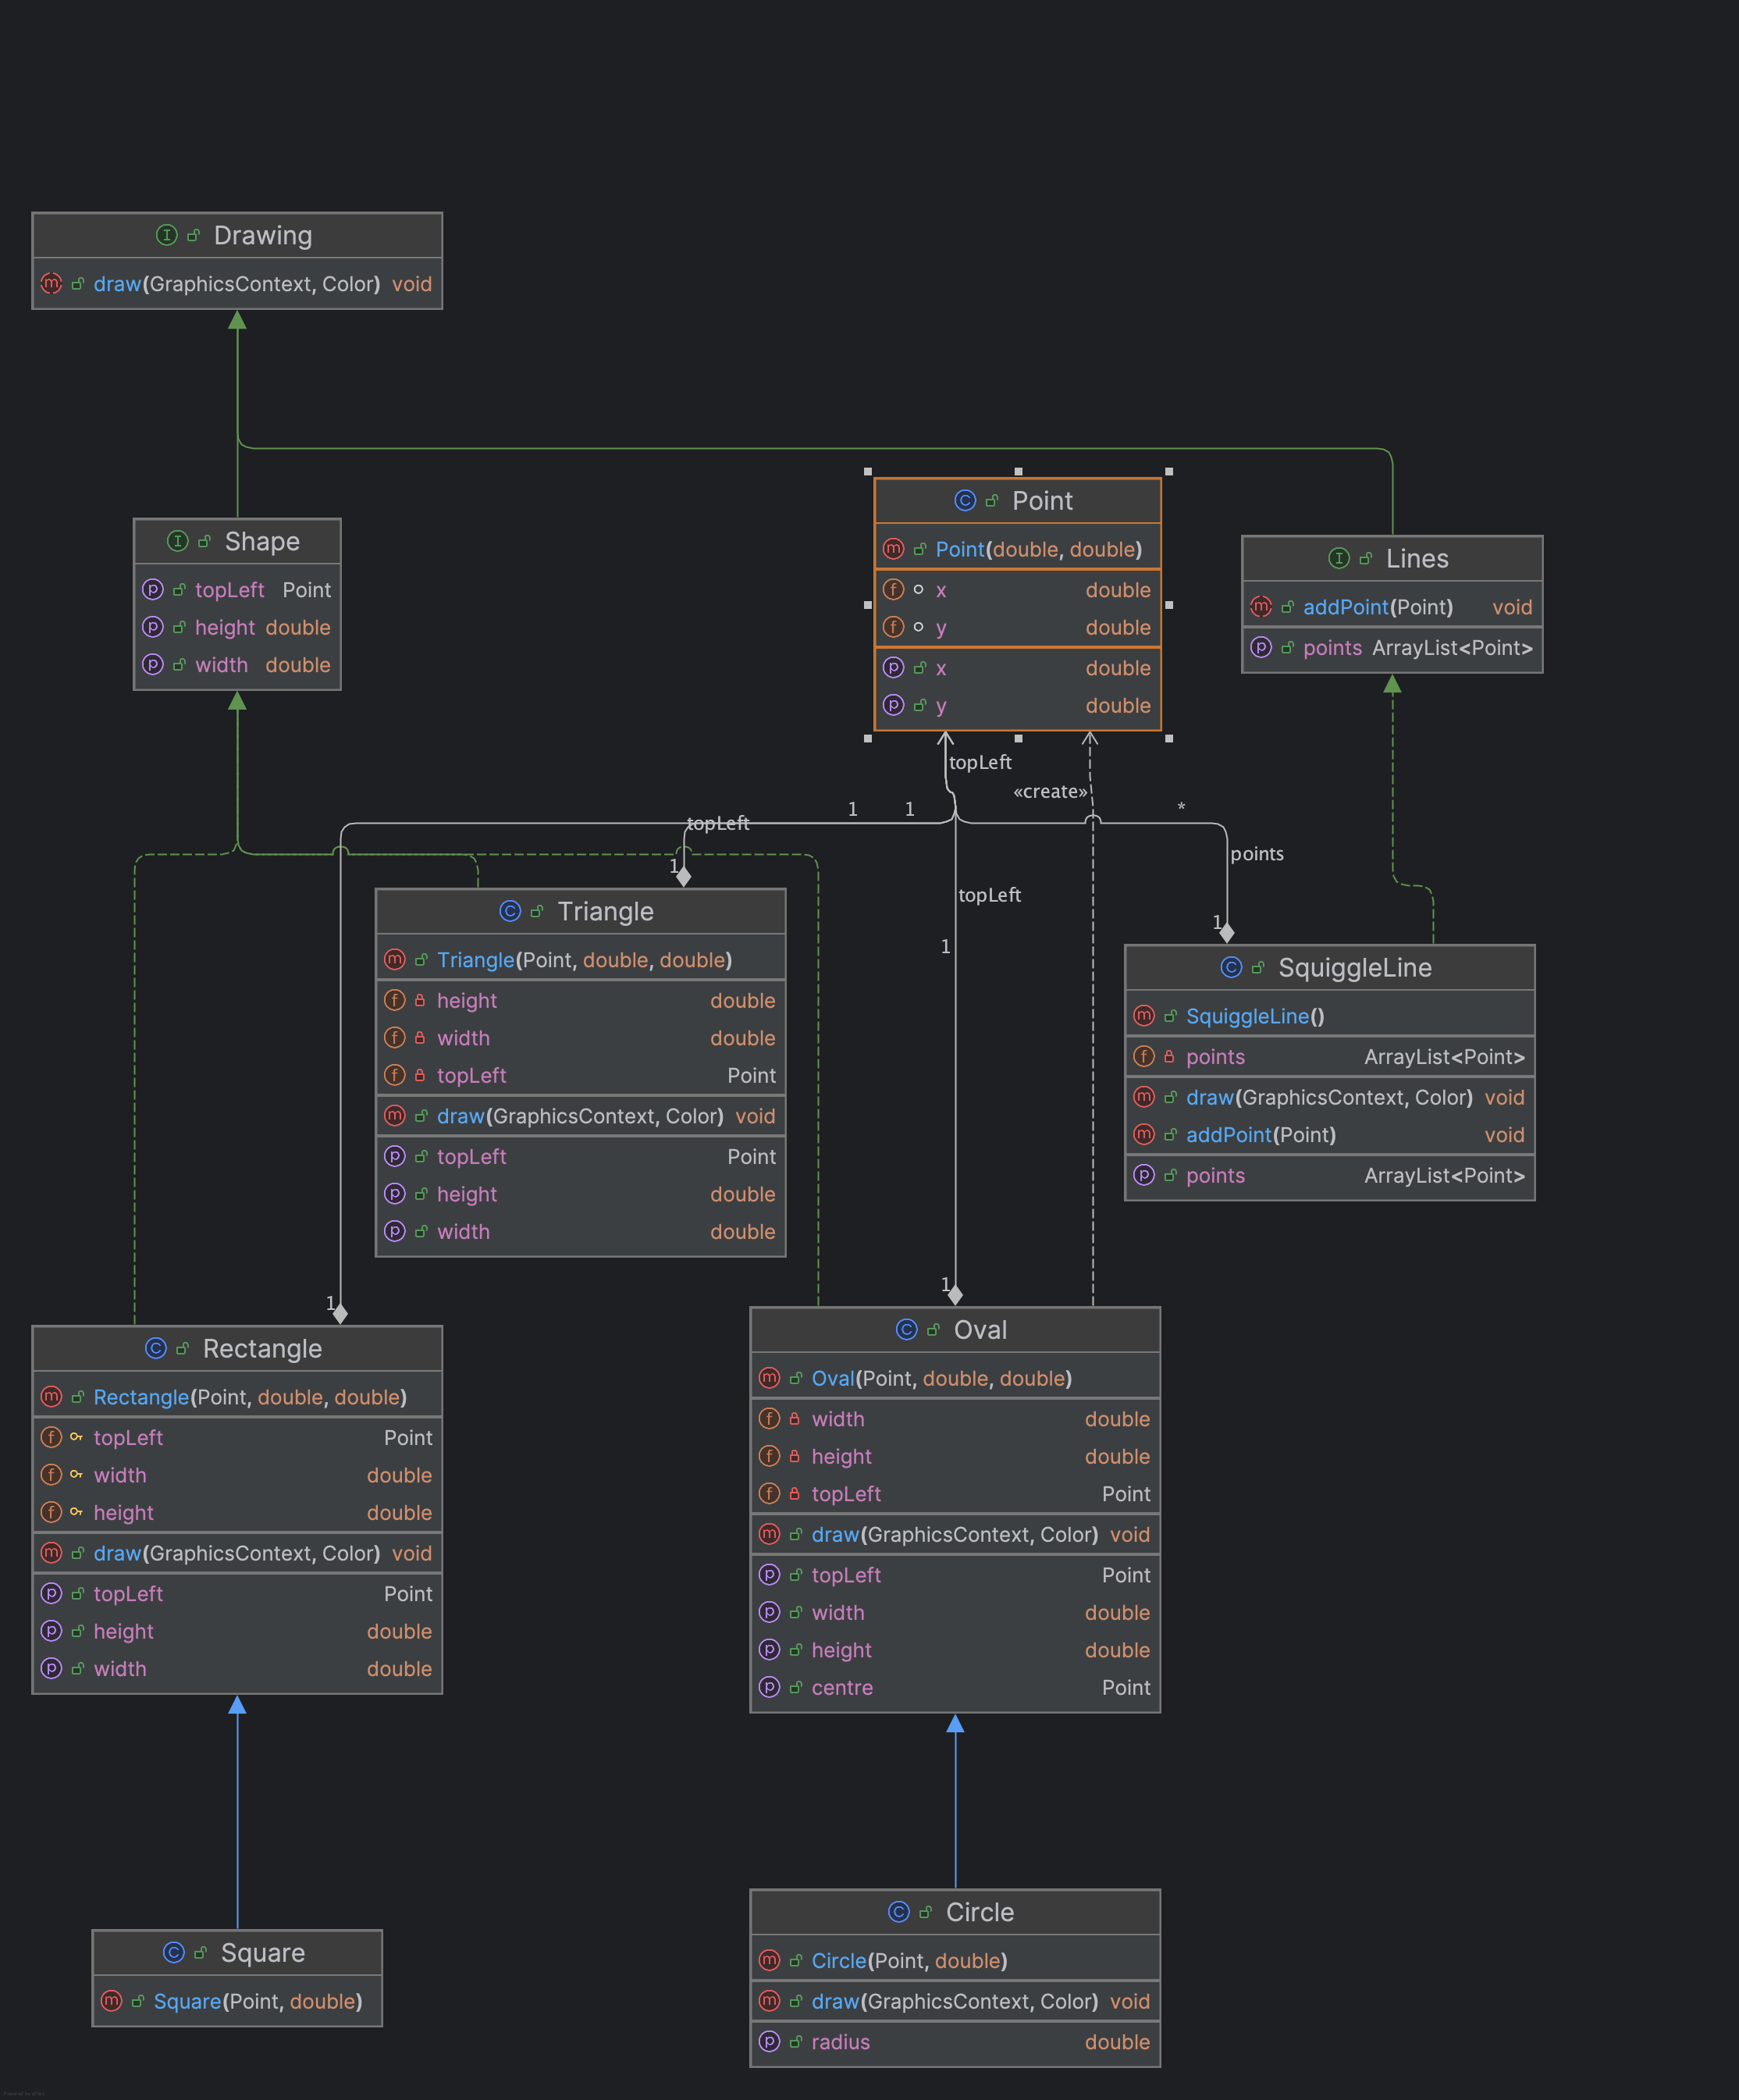 Drawing
draw(GraphicsContext, Color) void
Shape
topLeft Point
height double
width double
Point
Point(double, double)
x double
y double
x double
y double
Lines
addPoint(Point) void
points ArrayList<Point>
topLeft
«create»
1 1 *
topLeft
points
1
topLeft
1
1
Triangle
Triangle(Point, double, double)
height double
width double
topLeft Point
draw(GraphicsContext, Color) void
topLeft Point
height double
width double
SquiggleLine
SquiggleLine()
points ArrayList<Point>
draw(GraphicsContext, Color) void
addPoint(Point) void
points ArrayList<Point>
1
1
Rectangle
Rectangle(Point, double, double)
topLeft Point
width double
height double
draw(GraphicsContext, Color) void
topLeft Point
height double
width double
Oval
Oval(Point, double, double)
width double
height double
topLeft Point
draw(GraphicsContext, Color) void
topLeft Point
width double
height double
centre Point
Square
Square(Point, double)
Circle
Circle(Point, double)
draw(GraphicsContext, Color) void
radius double